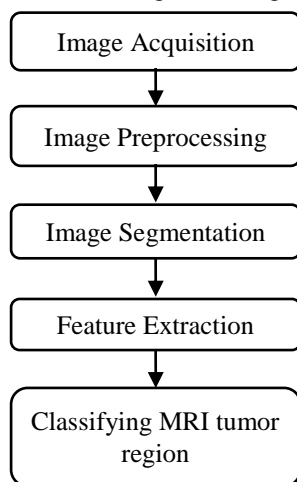 Image Acquisition
Image Preprocessing
Image Segmentation
Feature Extraction
Classifying MRI tumor
region